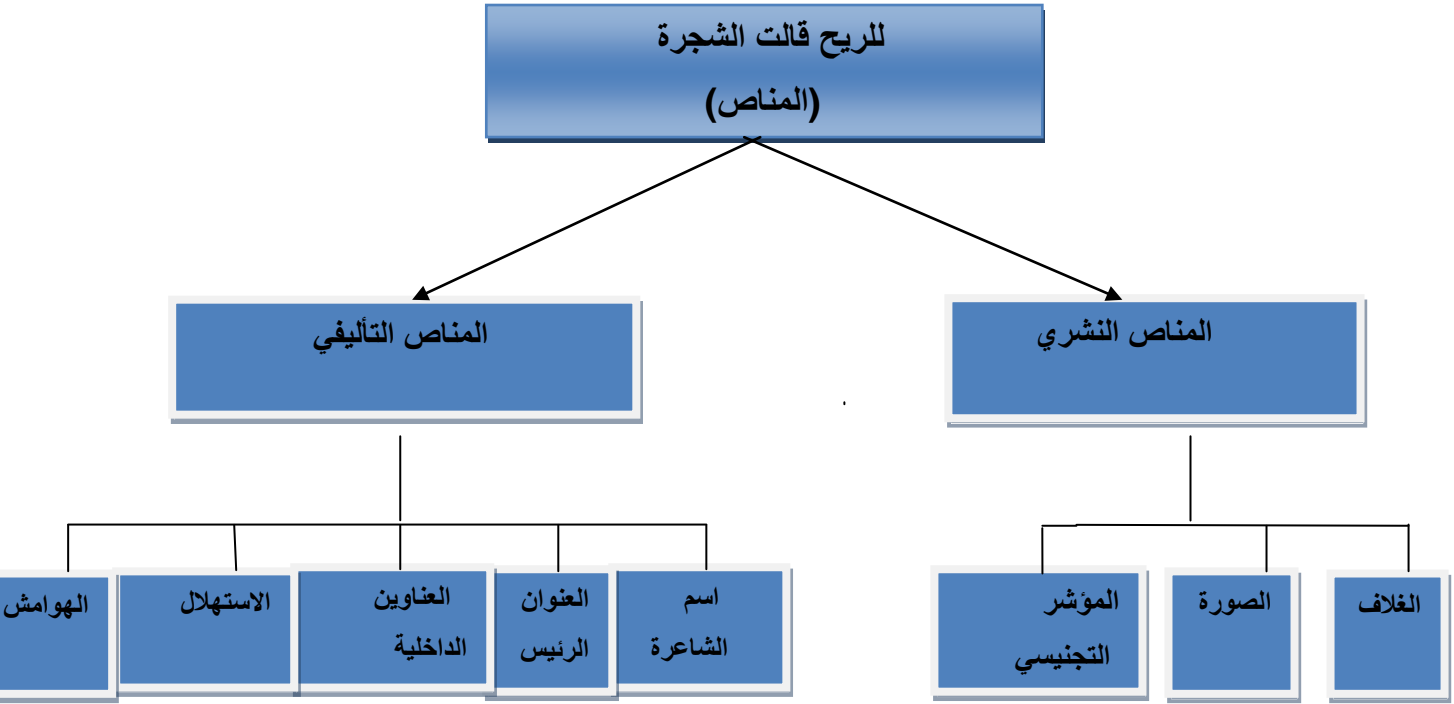 للريح قالت الشجرة
(المناص)
المناص النشري
المناص التأليفي
الغلاف
الصورة
المؤشر
التجنيسي
اسم
الشاعرة
العنوان
الرئيس
العناوين
الداخلية
الاستهلال
الهوامش